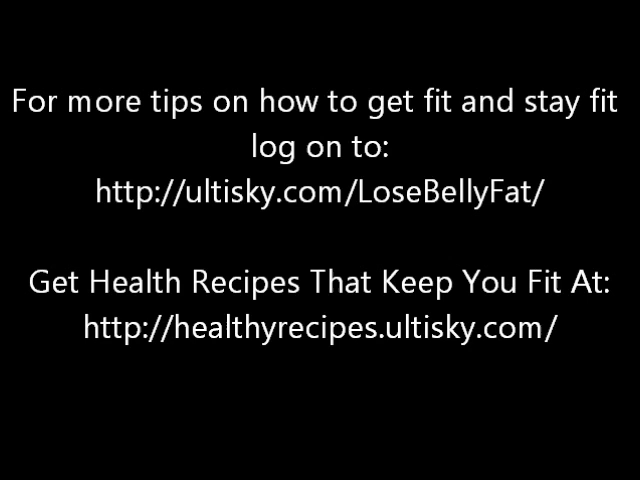 For more tips on how to get fit and stay fit
log on to:
http://ultisky.com/LoseBellyFat/
Get Health Recipes That Keep You Fit At:
http://healthyrecipes.ultisky.com/